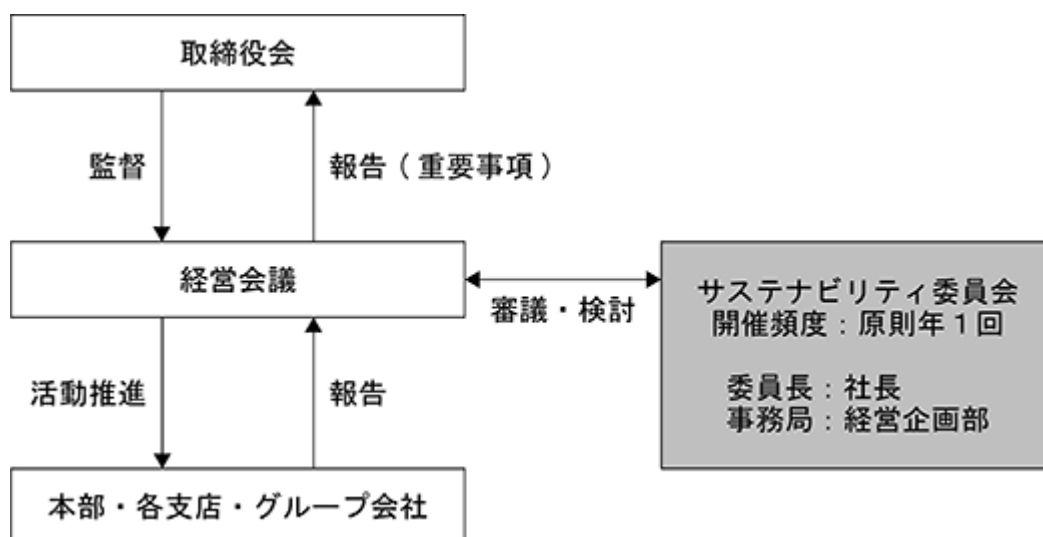 取締役会
監督
報告(重要事項)
経営会議
審議・検討
サステナビリティ委員会
開催頻度：原則年１回
委員長：社長
事務局：経営企画部
活動推進
報告
本部・各支店・グループ会社